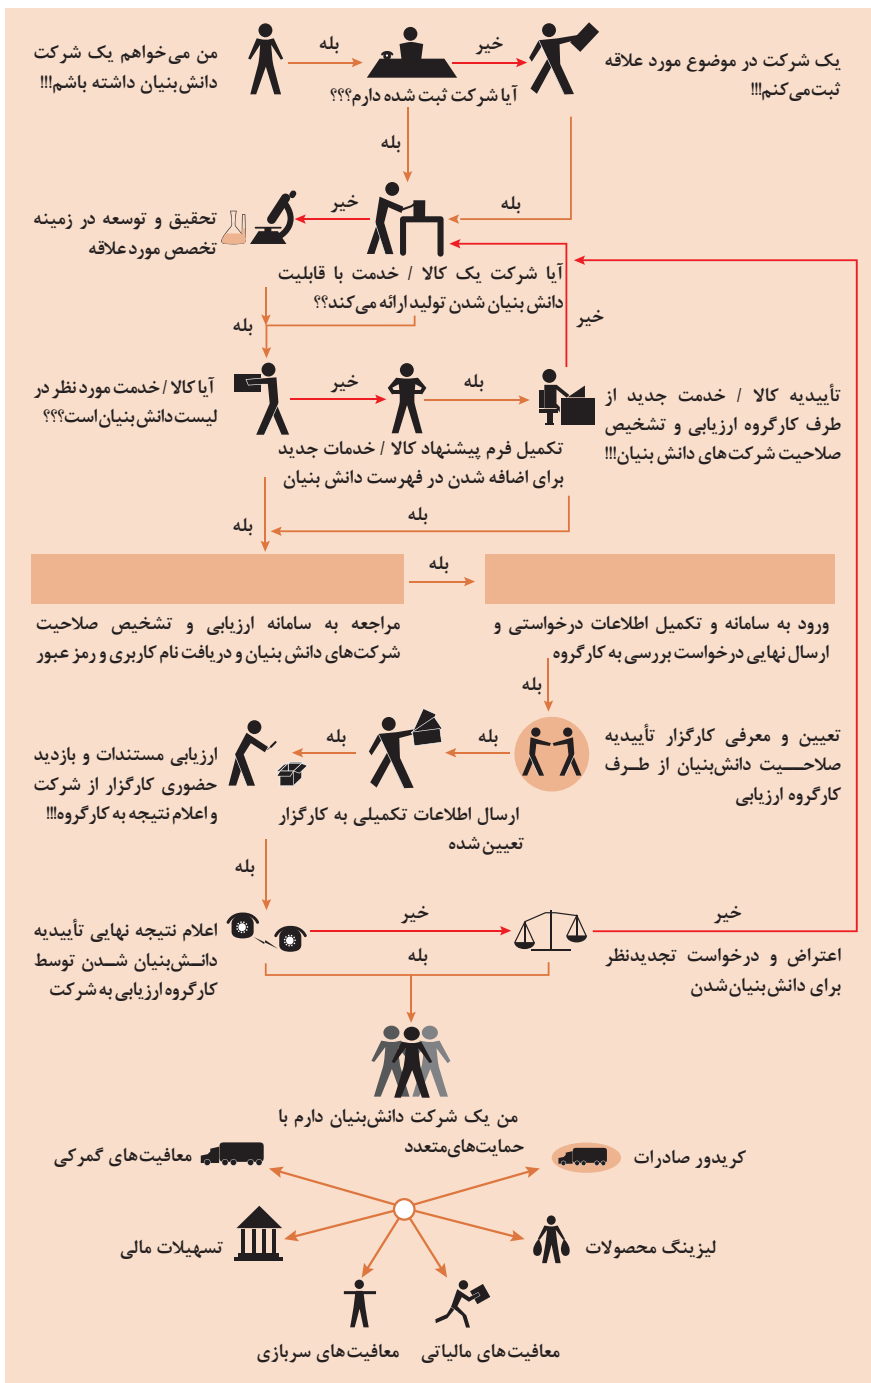 من می‌خواهم یک شرکت
دانش‌بنیان داشته باشم!!!
بله
آیا شرکت ثبت شده دارم؟؟؟
خیر
یک شرکت در موضوع مورد علاقه
ثبت می‌کنم!!!
بله
بله
خیر
تحقیق و توسعه در زمینه
تخصص مورد علاقه
آیا شرکت یک کالا / خدمت با قابلیت
دانش‌بنیان شدن تولید ارائه می‌کند؟؟
بله
خیر
آیا کالا / خدمت مورد نظر در
لیست دانش‌بنیان است؟؟؟
خیر
تکمیل فرم پیشنهاد کالا / خدمات جدید
برای اضافه شدن در فهرست دانش بنیان
بله
تأییدیه کالا / خدمت جدید از
طرف کارگروه ارزیابی و تشخیص
صلاحیت شرکت‌های دانش بنیان!!!
بله
بله
مراجعه به سامانه ارزیابی و تشخیص صلاحیت
شرکت‌های دانش بنیان و دریافت نام کاربری و رمز عبور
بله
ورود به سامانه و تکمیل اطلاعات درخواستی و
ارسال نهایی درخواست بررسی به کارگروه
بله
تعیین و معرفی کارگزار تأییدیه
صلاحـــیت دانش‌بنیان از طــرف
کارگروه ارزیابی
بله
ارسال اطلاعات تکمیلی به کارگزار
تعیین شده
بله
ارزیابی مستندات و بازدید
حضوری کارگزار از شرکت
و اعلام نتیجه به کارگروه!!!
بله
اعلام نتیجه نهایی تأییدیه
دانــش‌بنیان شــدن توسط
کارگروه ارزیابی به شرکت
خیر
بله
خیر
اعتراض و درخواست تجدیدنظر
برای دانش‌بنیان‌شدن
من یک شرکت دانش‌بنیان دارم با
حمایت‌های‌متعدد
کریدور صادرات
معافیت‌های گمرکی
لیزینگ محصولات
تسهیلات مالی
معافیت‌های مالیاتی
معافیت‌های سربازی